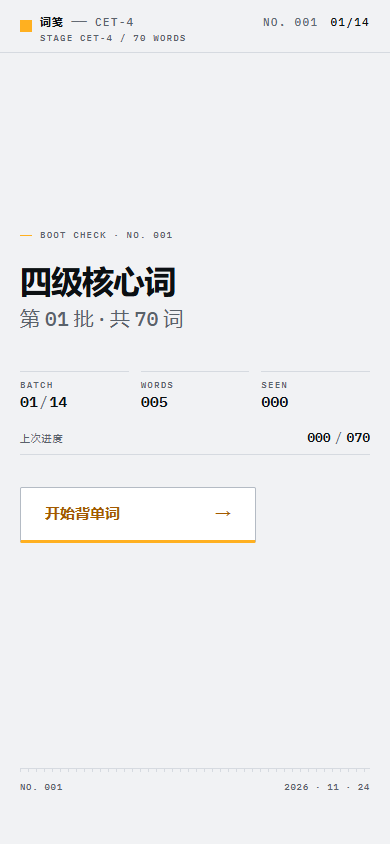 词笺 — CET-4
NO. 001 01/14
STAGE CET-4 / 70 WORDS
— BOOT CHECK · NO. 001
四级核心词
第 01 批 · 共 70 词
BATCH WORDS SEEN
01/14 005 000
上次进度 000 / 070
开始背单词 →
NO. 001 2026 · 11 · 24